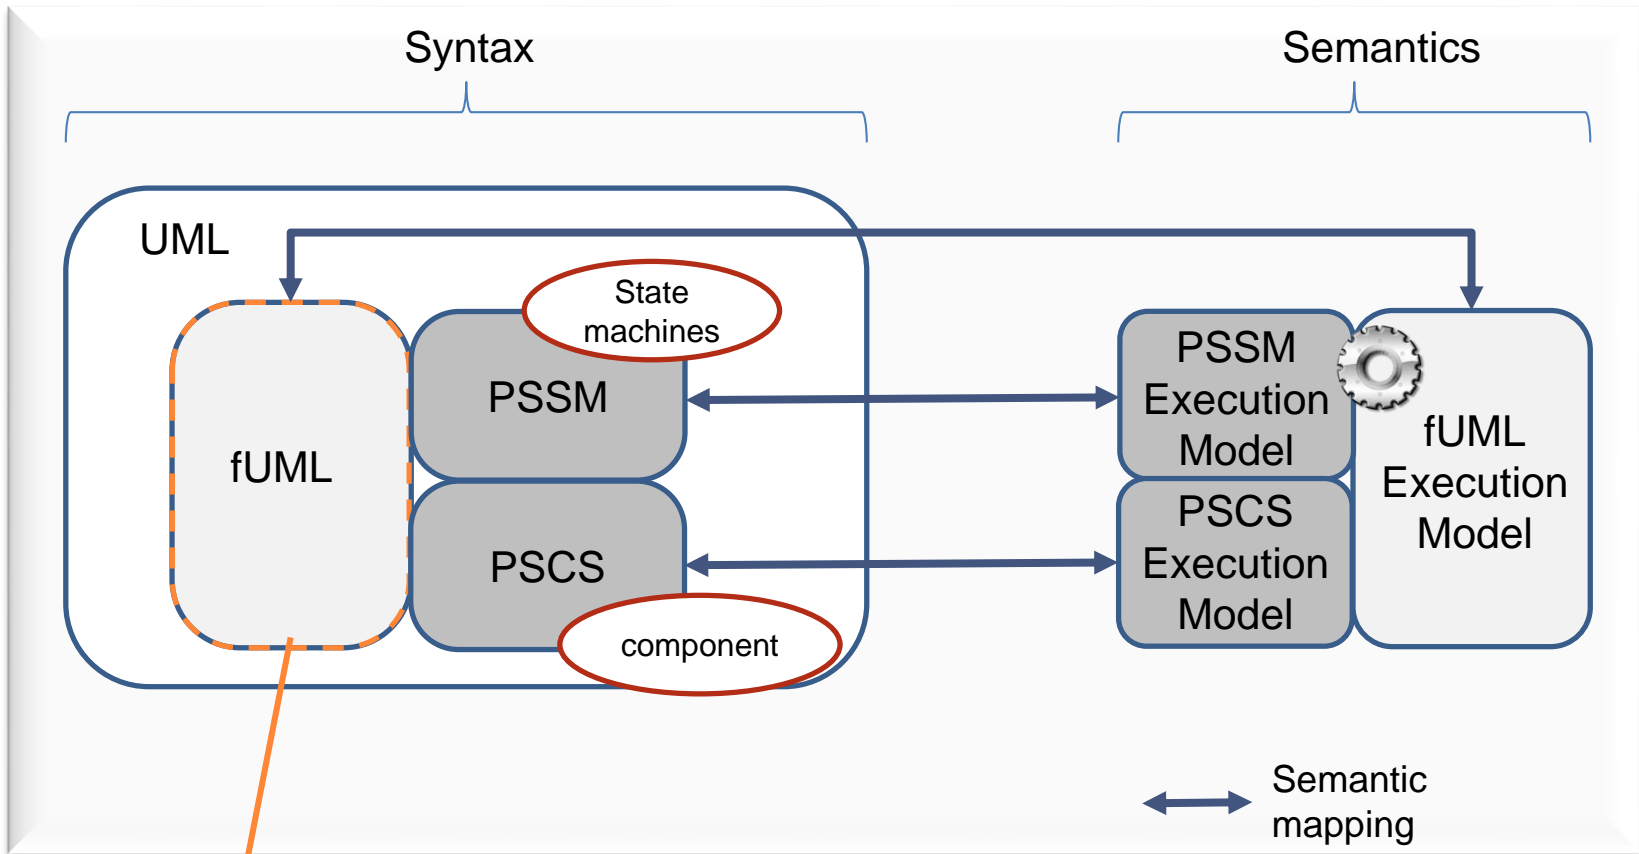 Syntax
Semantics
UML
State
machines
PSSM
fUML
PSCS
component
PSSM
Execution
Model
PSCS
Execution
Model
fUML
Execution
Model
Semantic
mapping